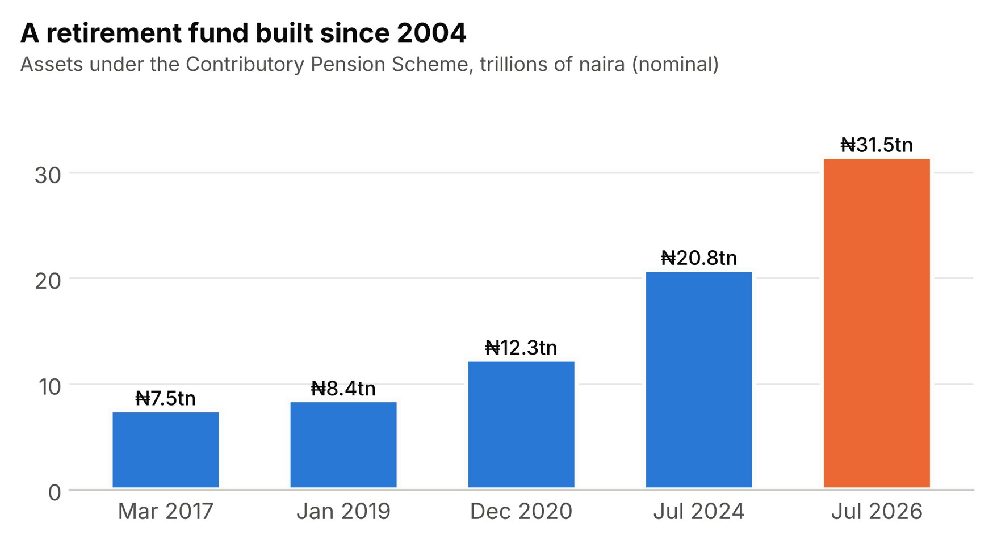 A retirement fund built since 2004
Assets under the Contributory Pension Scheme, trillions of naira (nominal)
30
20
10
0
₦7.5tn
₦8.4tn
₦12.3tn
₦20.8tn
₦31.5tn
Mar 2017
Jan 2019
Dec 2020
Jul 2024
Jul 2026